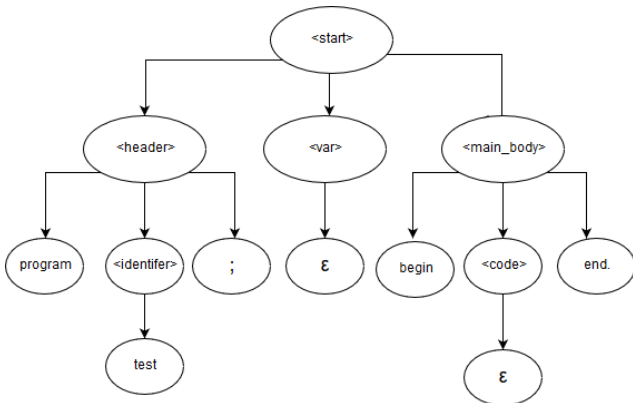 <start>
<header>
<var>
<main_body>
program
<identifer>
;
ε
begin
<code>
end.
test
ε